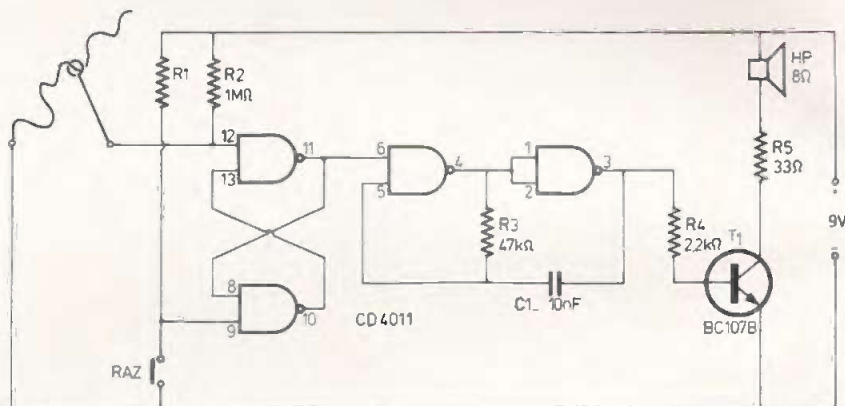 R1
R2
1MΩ
HP
8Ω
R5
33Ω
12
13
11
6
5
4
1
2
3
R3
47kΩ
R4
2,2kΩ
T1
9V
+
-
8
9
10
CD4011
C1_ 10nF
BC107B
RAZ